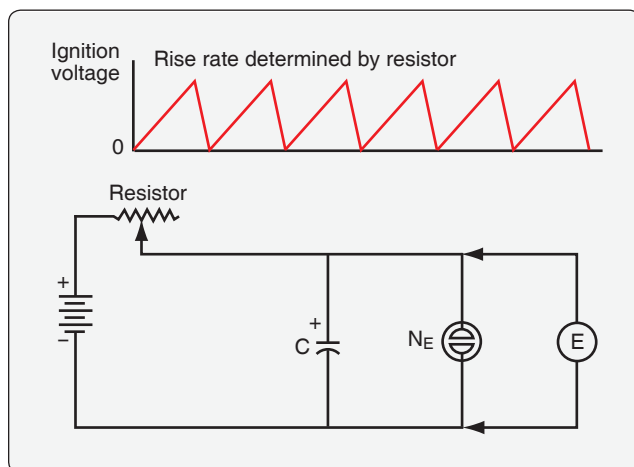 Ignition
voltage
Rise rate determined by resistor
0
Resistor
+
−
+
C
NE
E